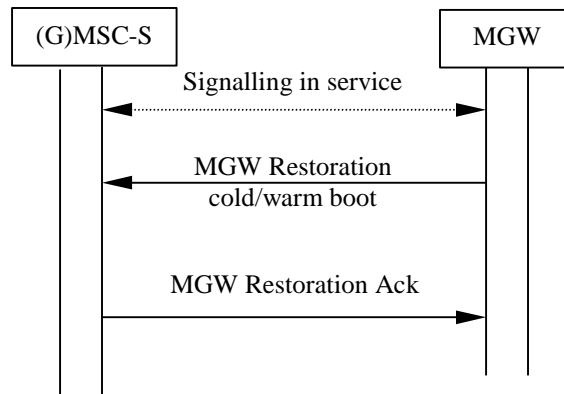 (G)MSC-S
MGW
Signalling in service
MGW Restoration
cold/warm boot
MGW Restoration Ack